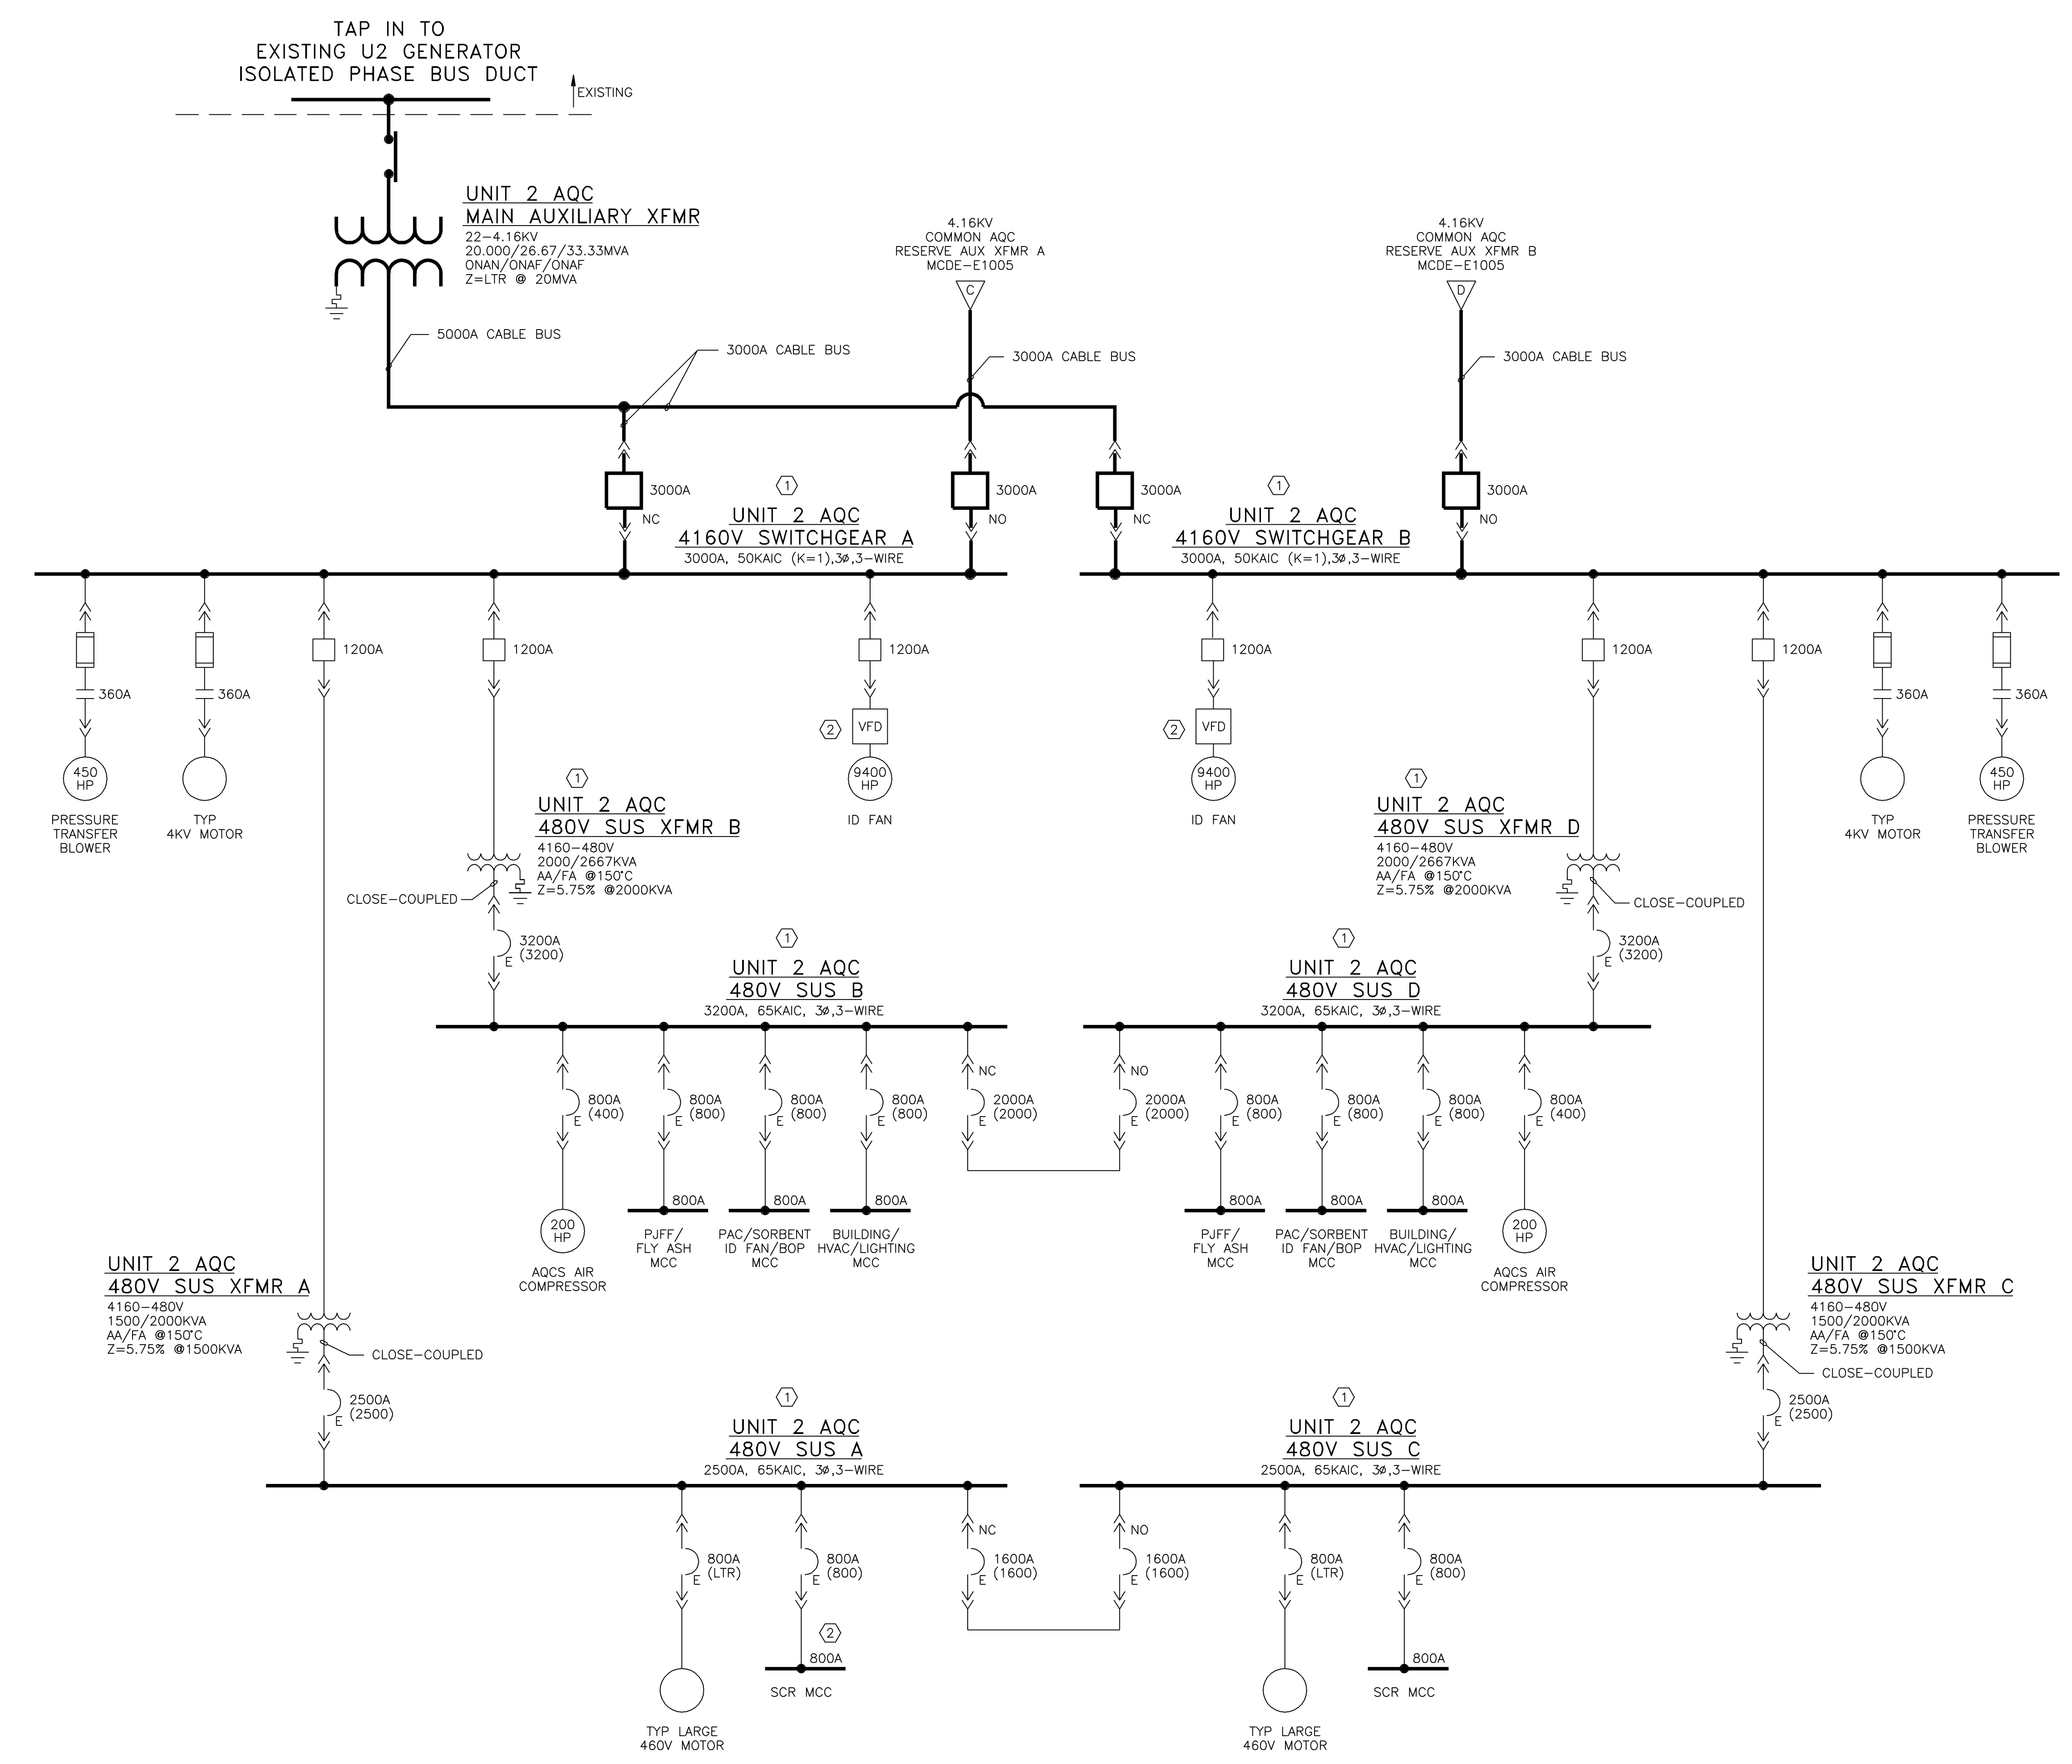 TAP IN TO
EXISTING U2 GENERATOR
ISOLATED PHASE BUS DUCT
EXISTING
UNIT 2 AQC
MAIN AUXILIARY XFMR
22-4.16KV
20.000/26.67/33.33MVA
ONAN/ONAF/ONAF
Z=LTR @ 20MVA
4.16KV
COMMON AQC
RESERVE AUX XFMR A
MCDE-E1005
C
4.16KV
COMMON AQC
RESERVE AUX XFMR B
MCDE-E1005
D
5000A CABLE BUS
3000A CABLE BUS
3000A CABLE BUS
3000A CABLE BUS
3000A
NC
3000A
NO
3000A
NC
3000A
NO
1
UNIT 2 AQC
4160V SWITCHGEAR A
3000A, 50KAIC (K=1),3ø,3-WIRE
1
UNIT 2 AQC
4160V SWITCHGEAR B
3000A, 50KAIC (K=1),3ø,3-WIRE
360A
450
HP
PRESSURE
TRANSFER
BLOWER
360A
TYP
4KV MOTOR
1200A
1200A
1200A
2
VFD
9400
HP
ID FAN
1200A
2
VFD
9400
HP
ID FAN
1200A
1200A
360A
TYP
4KV MOTOR
360A
450
HP
PRESSURE
TRANSFER
BLOWER
1
UNIT 2 AQC
480V SUS XFMR B
4160-480V
2000/2667KVA
AA/FA @150°C
Z=5.75% @2000KVA
CLOSE-COUPLED
3200A
(3200)
E
1
UNIT 2 AQC
480V SUS XFMR D
4160-480V
2000/2667KVA
AA/FA @150°C
Z=5.75% @2000KVA
CLOSE-COUPLED
3200A
(3200)
E
1
UNIT 2 AQC
480V SUS B
3200A, 65KAIC, 3ø,3-WIRE
1
UNIT 2 AQC
480V SUS D
3200A, 65KAIC, 3ø,3-WIRE
800A
(400)
E
200
HP
AQCS AIR
COMPRESSOR
800A
(800)
E
800A
PJFF/
FLY ASH
MCC
800A
(800)
E
800A
PAC/SORBENT
ID FAN/BOP
MCC
800A
(800)
E
800A
BUILDING/
HVAC/LIGHTING
MCC
NC
2000A
(2000)
E
NO
2000A
(2000)
E
800A
(800)
E
800A
PJFF/
FLY ASH
MCC
800A
(800)
E
800A
PAC/SORBENT
ID FAN/BOP
MCC
800A
(800)
E
800A
BUILDING/
HVAC/LIGHTING
MCC
800A
(400)
E
200
HP
AQCS AIR
COMPRESSOR
UNIT 2 AQC
480V SUS XFMR A
4160-480V
1500/2000KVA
AA/FA @150°C
Z=5.75% @1500KVA
CLOSE-COUPLED
2500A
(2500)
E
UNIT 2 AQC
480V SUS XFMR C
4160-480V
1500/2000KVA
AA/FA @150°C
Z=5.75% @1500KVA
CLOSE-COUPLED
2500A
(2500)
E
1
UNIT 2 AQC
480V SUS A
2500A, 65KAIC, 3ø,3-WIRE
1
UNIT 2 AQC
480V SUS C
2500A, 65KAIC, 3ø,3-WIRE
800A
(LTR)
E
TYP LARGE
460V MOTOR
800A
(800)
E
2
800A
SCR MCC
NC
1600A
(1600)
E
NO
1600A
(1600)
E
800A
(LTR)
E
TYP LARGE
460V MOTOR
800A
(800)
E
800A
SCR MCC